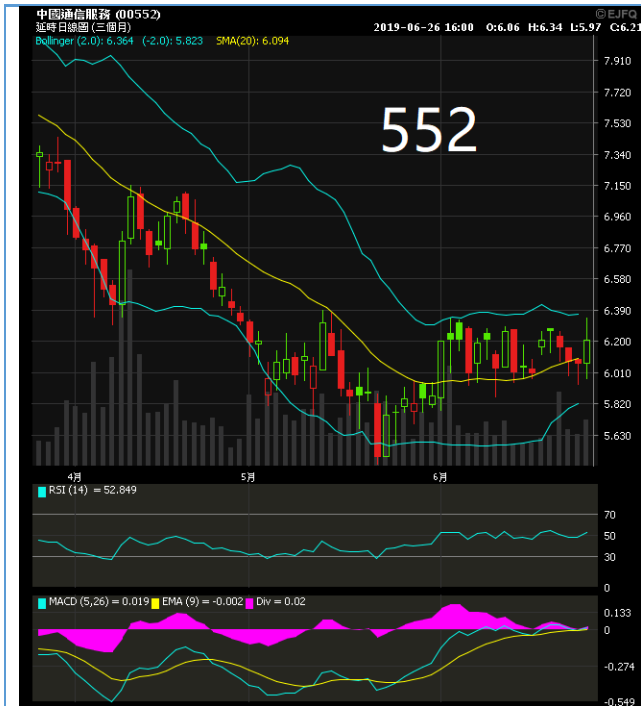 中國通信服務 (00552)
©EJFQ
延時日線圖 (三個月)
2019-06-26 16:00 O:6.06 H:6.34 L:5.97 C:6.21
Bollinger (2.0): 6.364 (-2.0): 5.823 SMA(20): 6.094
552
7.910
7.720
7.530
7.340
7.150
6.960
6.770
6.580
6.390
6.200
6.010
5.820
5.630
4月 5月 6月
RSI (14) = 52.849
70
50
30
0
MACD (5,26) = 0.019 EMA (9) = -0.002 Div = 0.02
0.133
0
-0.274
-0.549